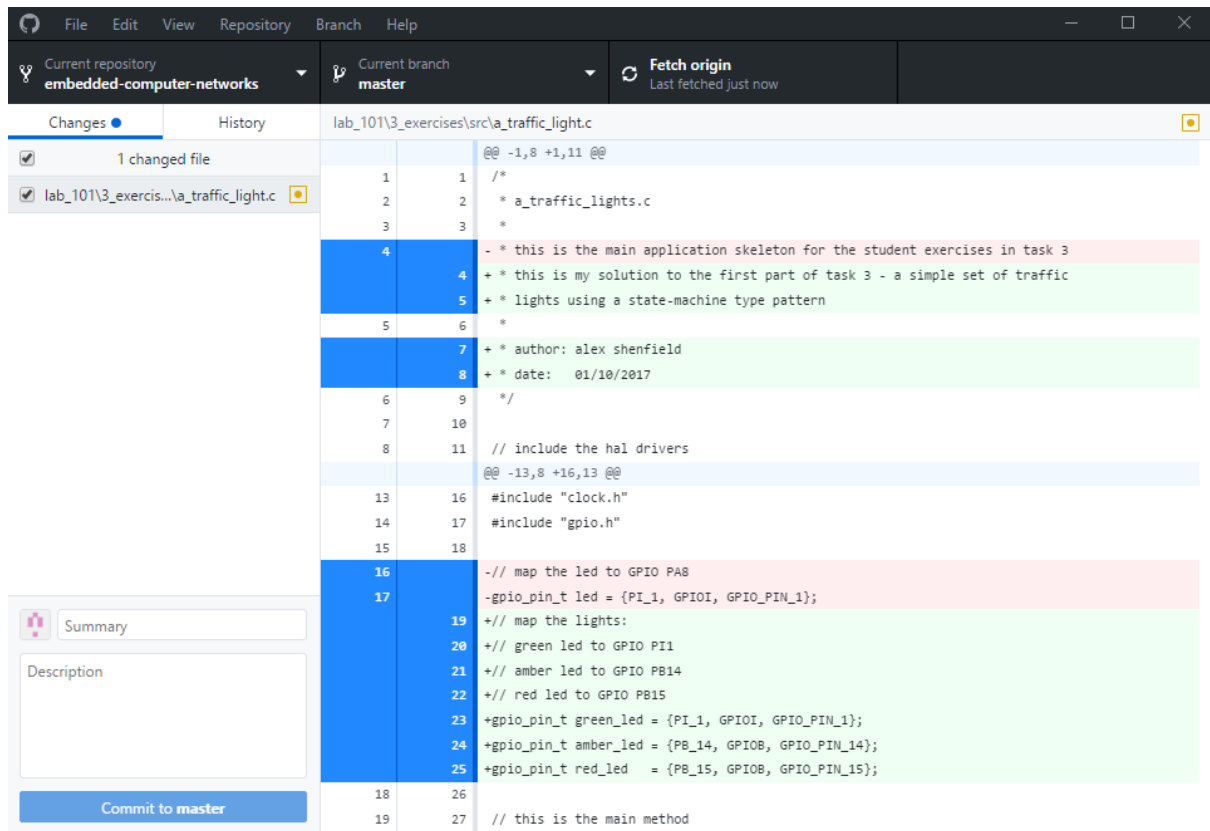 File Edit View Repository Branch Help
Current repository
embedded-computer-networks
Current branch
master
Fetch origin
Last fetched just now
Changes History
1 changed file
lab_101\3_exercis...\a_traffic_light.c
lab_101\3_exercises\src\a_traffic_light.c
@@ -1,8 +1,11 @@
1 1 /*
2 2 * a_traffic_lights.c
3 3 *
4 - * this is the main application skeleton for the student exercises in task 3
4 + * this is my solution to the first part of task 3 - a simple set of traffic
5 + * lights using a state-machine type pattern
5 6 *
7 + * author: alex shenfield
8 + * date:   01/10/2017
6 9 */
7 10
8 11 // include the hal drivers
@@ -13,8 +16,13 @@
13 16 #include "clock.h"
14 17 #include "gpio.h"
15 18
16 -// map the led to GPIO PA8
17 -gpio_pin_t led = {PI_1, GPIOI, GPIO_PIN_1};
19 +// map the lights:
20 +// green led to GPIO PI1
21 +// amber led to GPIO PB14
22 +// red led to GPIO PB15
23 +gpio_pin_t green_led = {PI_1, GPIOI, GPIO_PIN_1};
24 +gpio_pin_t amber_led = {PB_14, GPIOB, GPIO_PIN_14};
25 +gpio_pin_t red_led   = {PB_15, GPIOB, GPIO_PIN_15};
18 26
19 27 // this is the main method
Summary
Description
Commit to master